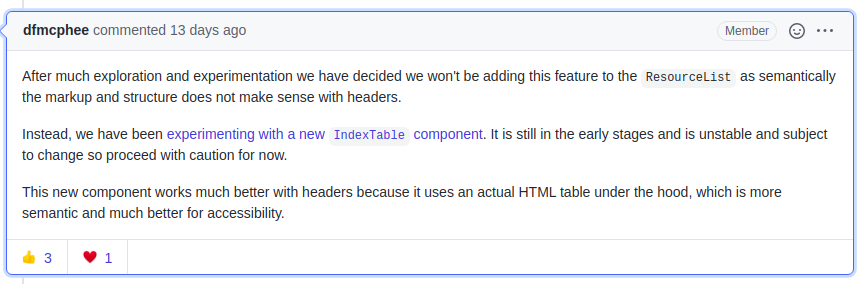 dfmcphee commented 13 days ago Member
After much exploration and experimentation we have decided we won't be adding this feature to the ResourceList as semantically
the markup and structure does not make sense with headers.
Instead, we have been experimenting with a new IndexTable component. It is still in the early stages and is unstable and subject
to change so proceed with caution for now.
This new component works much better with headers because it uses an actual HTML table under the hood, which is more
semantic and much better for accessibility.
👍 3 ❤️ 1